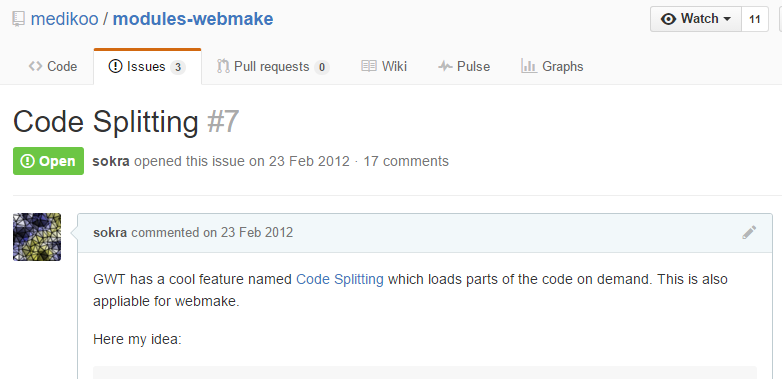 medikoo / modules-webmake
Watch 11
Code Issues 3 Pull requests 0 Wiki Pulse Graphs
Code Splitting #7
Open sokra opened this issue on 23 Feb 2012 · 17 comments
sokra commented on 23 Feb 2012
GWT has a cool feature named Code Splitting which loads parts of the code on demand. This is also
appliable for webmake.
Here my idea: